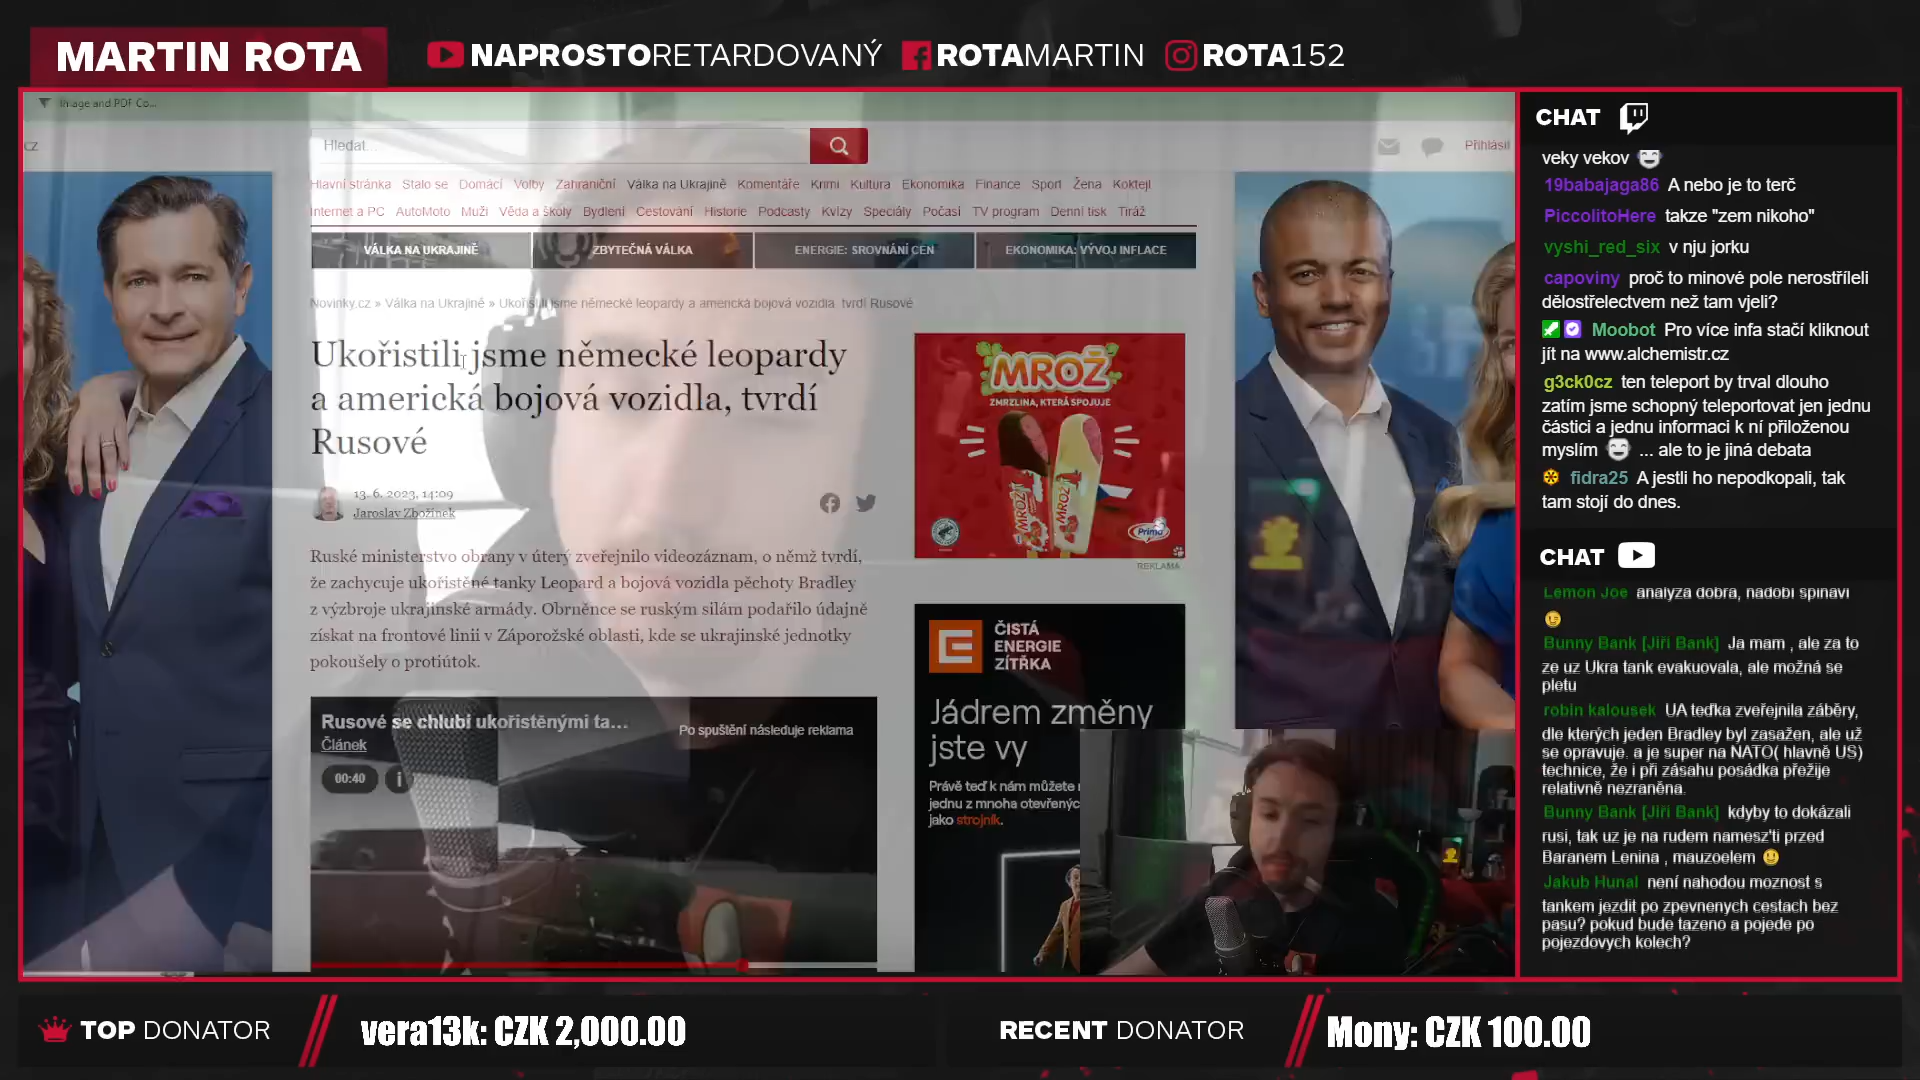 MARTIN ROTA
NAPROSTORETARDOVANÝ
ROTAMARTIN
ROTA152
Image and PDF Co...
cz
Hledat...
Přihlásit
Hlavní stránka Stalo se Domácí Volby Zahraniční Válka na Ukrajině Komentáře Krimi Kultura Ekonomika Finance Sport Žena Koktejl
Internet a PC AutoMoto Muži Věda a školy Bydlení Cestování Historie Podcasty Kvízy Speciály Počasí TV program Denní tisk Tiráž
VÁLKA NA UKRAJINĚ
ZBYTEČNÁ VÁLKA
ENERGIE: SROVNÁNÍ CEN
EKONOMIKA: VÝVOJ INFLACE
Novinky.cz » Válka na Ukrajině » Ukořistili jsme německé leopardy a americká bojová vozidla, tvrdí Rusové
Ukořistili jsme německé leopardy
a americká bojová vozidla, tvrdí
Rusové
13. 6. 2023, 14:09
Jaroslav Zbožínek
Ruské ministerstvo obrany v úterý zveřejnilo videozáznam, o němž tvrdí,
že zachycuje ukořistěné tanky Leopard a bojová vozidla pěchoty Bradley
z výzbroje ukrajinské armády. Obrněnce se ruským silám podařilo údajně
získat na frontové linii v Záporožské oblasti, kde se ukrajinské jednotky
pokoušely o protiútok.
Rusové se chlubí ukořistěnými ta...
Článek
Po spuštění následuje reklama
00:40
i
MROŽ
ZMRZLINA, KTERÁ SPOJUJE
MROŽ
MROŽ
Prima
REKLAMA
ČISTÁ
ENERGIE
ZÍTŘKA
Jádrem změny
jste vy
Právě teď k nám můžete
jednu z mnoha otevřenýc
jako strojník.
CHAT
veky vekov
19babajaga86 A nebo je to terč
PiccolitoHere takze "zem nikoho"
vyshi_red_six v nju jorku
capoviny proč to minové pole nerostříleli
dělostřelectvem než tam vjeli?
Moobot Pro více infa stačí kliknout
jít na www.alchemistr.cz
g3ck0cz ten teleport by trval dlouho
zatím jsme schopný teleportovat jen jednu
částici a jednu informaci k ní přiloženou
myslím ... ale to je jiná debata
fidra25 A jestli ho nepodkopali, tak
tam stojí do dnes.
CHAT
Lemon Joe analýza dobrá, nádobí špinaví
Bunny Bank [Jiří Bank] Ja mam , ale za to
ze uz Ukra tank evakuovala, ale možná se
pletu
robin kalousek UA teďka zveřejnila záběry,
dle kterých jeden Bradley byl zasažen, ale už
se opravuje. a je super na NATO( hlavně US)
technice, že i při zásahu posádka přežije
relativně nezraněna.
Bunny Bank [Jiří Bank] kdyby to dokázali
rusi, tak uz je na rudem namesz'ti přred
Baranem Lenina , mauzoelem
Jakub Hunal není nahodou moznost s
tankem jezdit po zpevnenych cestach bez
pasu? pokud bude tazeno a pojede po
pojezdovych kolech?
TOP DONATOR
vera13k: CZK 2,000.00
RECENT DONATOR
Mony: CZK 100.00